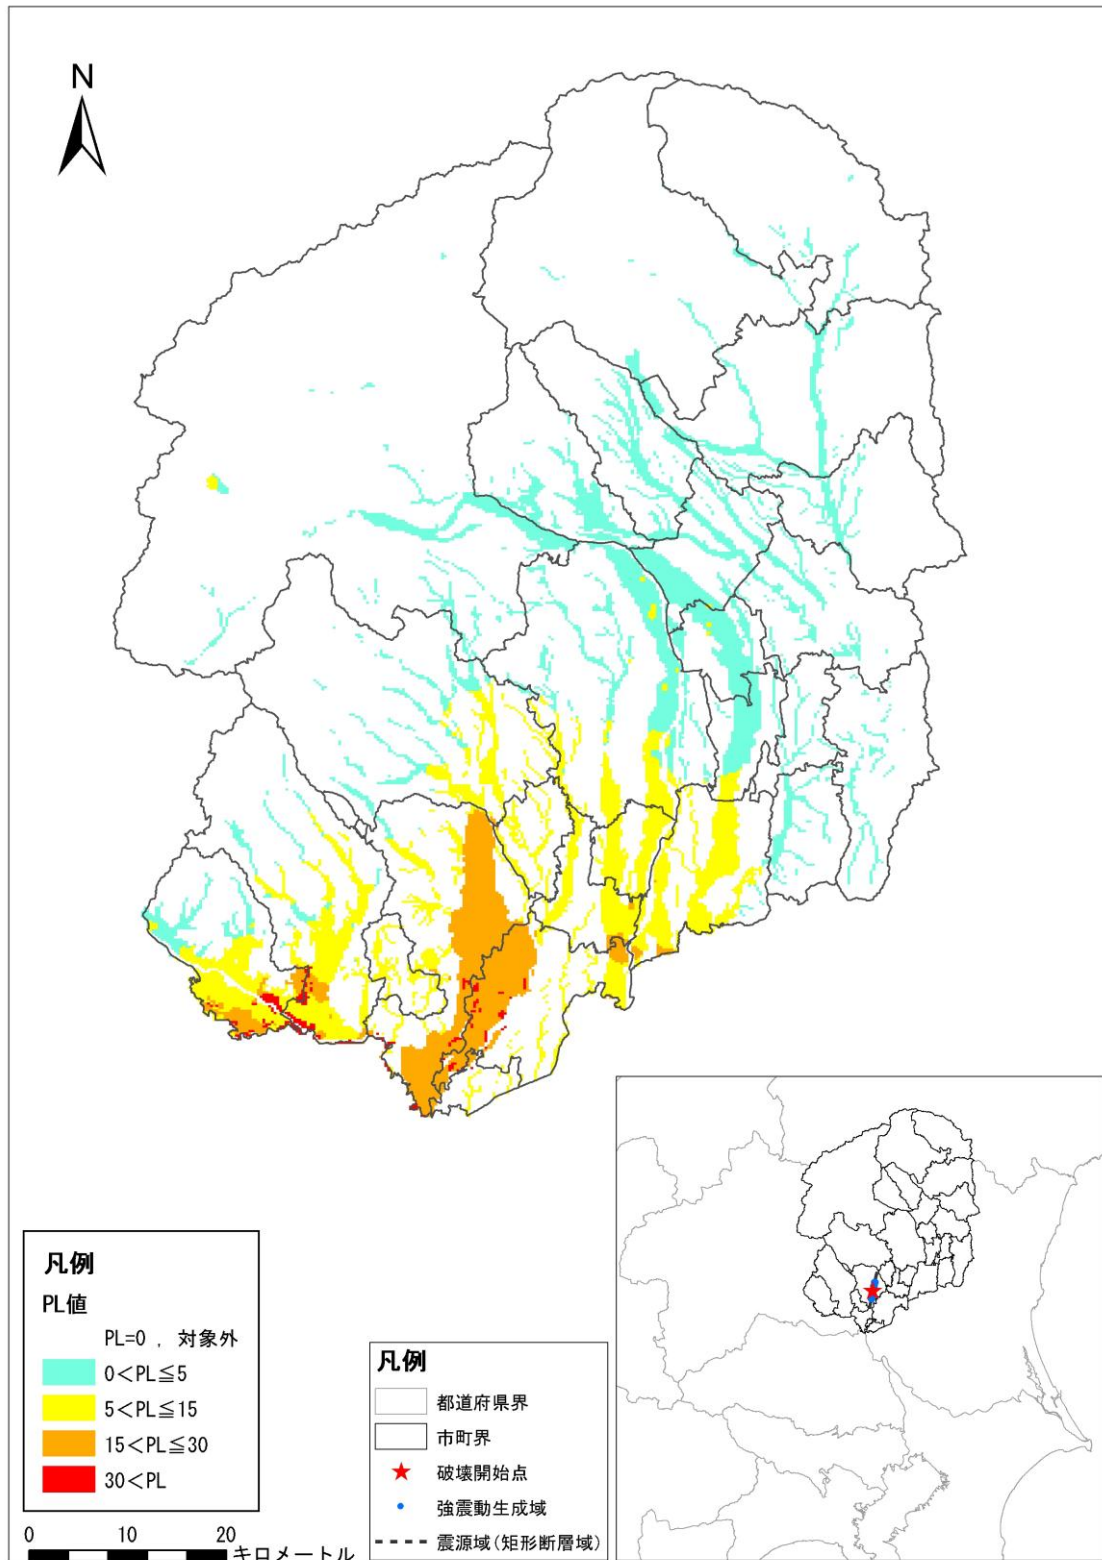 N
凡例
PL値
PL=0 , 対象外
0<PL≦5
5<PL≦15
15<PL≦30
30<PL
0 10 20
キロメートル
凡例
都道府県界
市町界
破壊開始点
強震動生成域
震源域(矩形断層域)